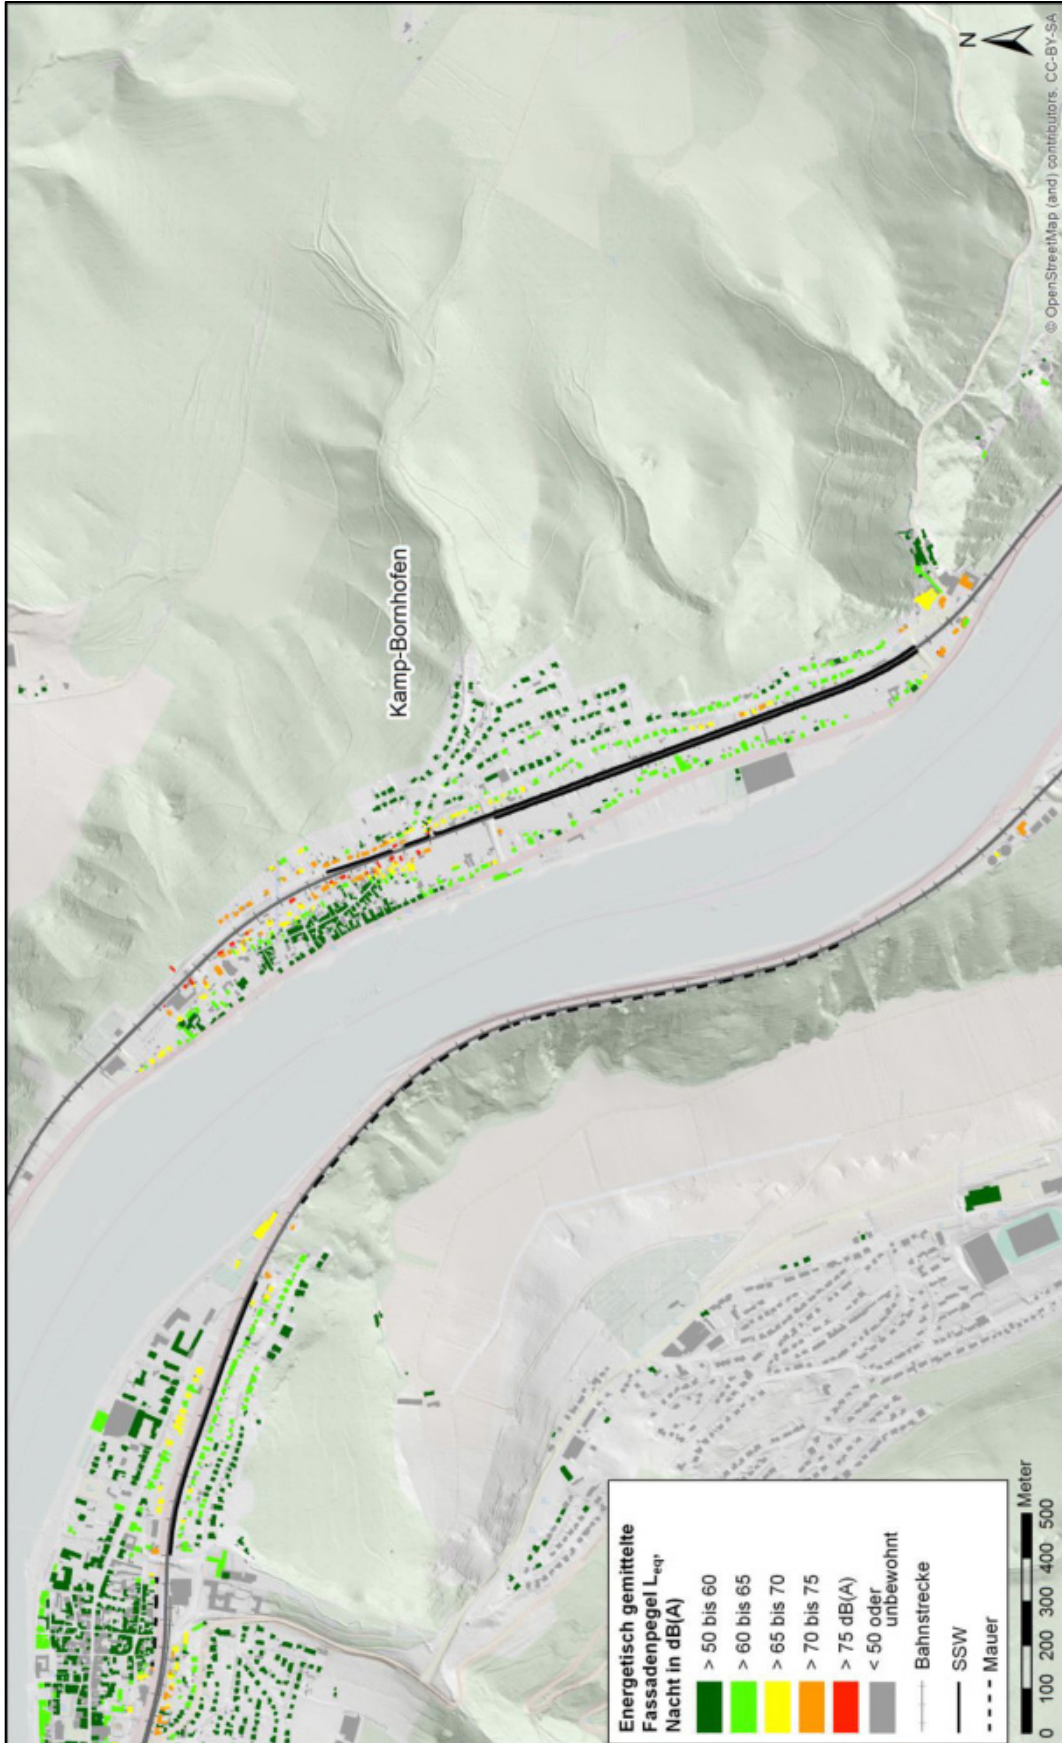 N
Kamp-Bornhofen
© OpenStreetMap (and) contributors, CC-BY-SA
Energetisch gemittelte
Fassadenpegel Leq,
Nacht in dB(A)
> 50 bis 60
> 60 bis 65
> 65 bis 70
> 70 bis 75
> 75 dB(A)
< 50 oder
unbewohnt
Bahnstrecke
SSW
Mauer
0 100 200 300 400 500
Meter